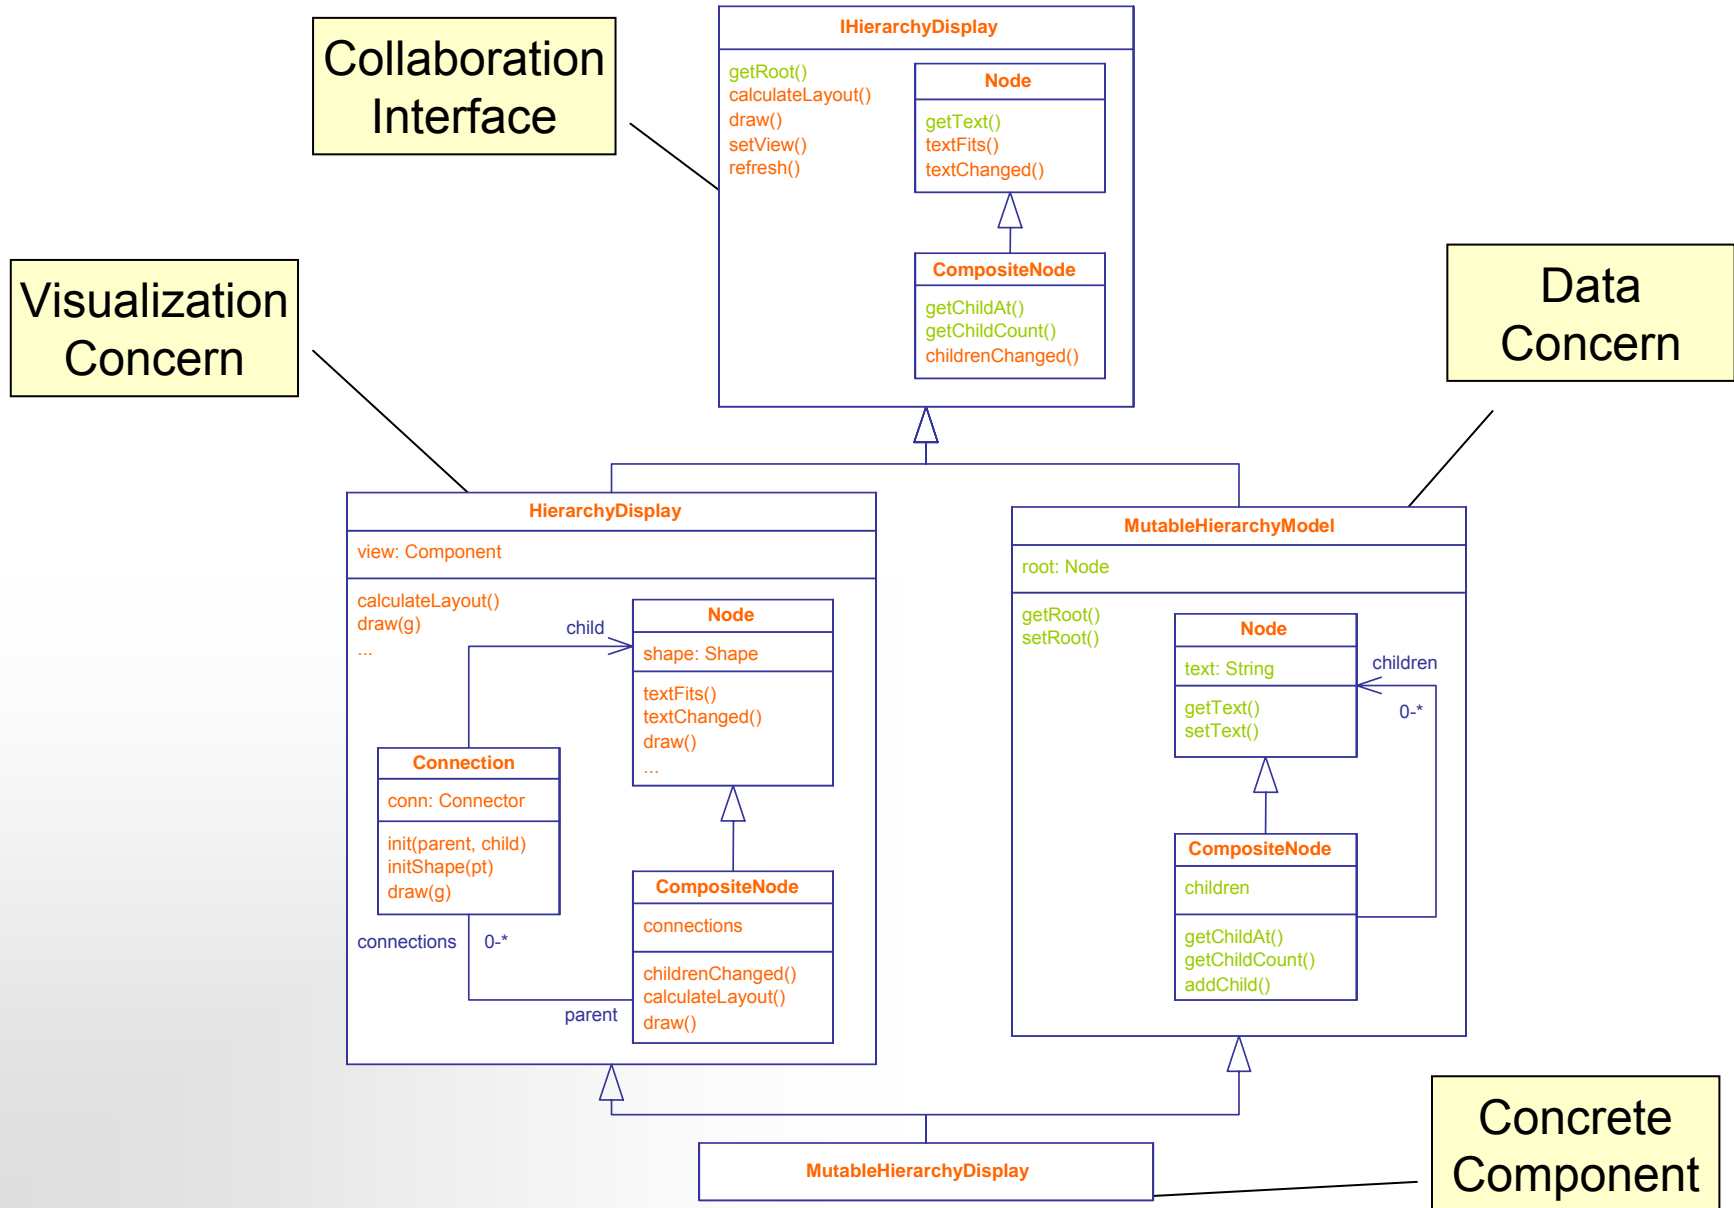 Collaboration
Interface
IHierarchyDisplay
getRoot()
calculateLayout()
draw()
setView()
refresh()
Node
getText()
textFits()
textChanged()
CompositeNode
getChildAt()
getChildCount()
childrenChanged()
Visualization
Concern
Data
Concern
HierarchyDisplay
view: Component
calculateLayout()
draw(g)
...
child
Node
shape: Shape
textFits()
textChanged()
draw()
...
Connection
conn: Connector
init(parent, child)
initShape(pt)
draw(g)
connections
0-*
parent
CompositeNode
connections
childrenChanged()
calculateLayout()
draw()
MutableHierarchyModel
root: Node
getRoot()
setRoot()
Node
text: String
getText()
setText()
children
0-*
CompositeNode
children
getChildAt()
getChildCount()
addChild()
MutableHierarchyDisplay
Concrete
Component